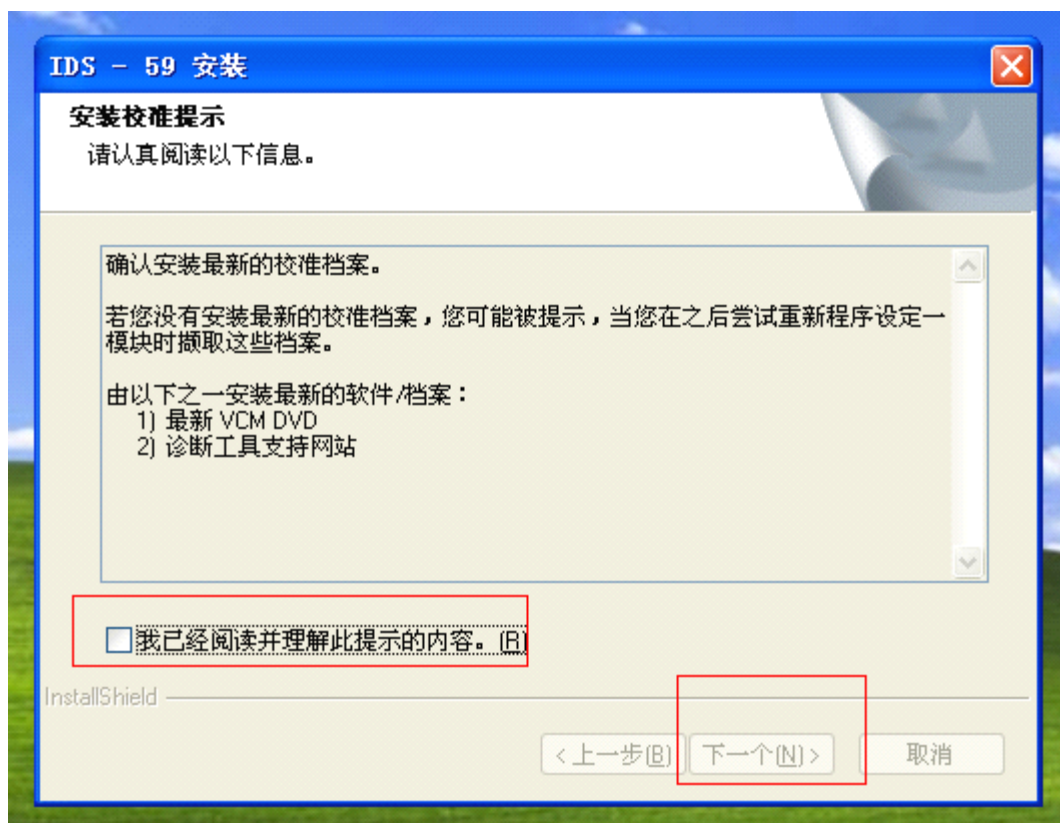 IDS - 59 安装
安装校准提示
请认真阅读以下信息。
确认安装最新的校准档案。
若您没有安装最新的校准档案，您可能被提示，当您在之后尝试重新程序设定一
模块时撷取这些档案。
由以下之一安装最新的软件/档案：
1) 最新 VCM DVD
2) 诊断工具支持网站
我已经阅读并理解此提示的内容。(R)
InstallShield
<上一步(B)
下一个(N)>
取消